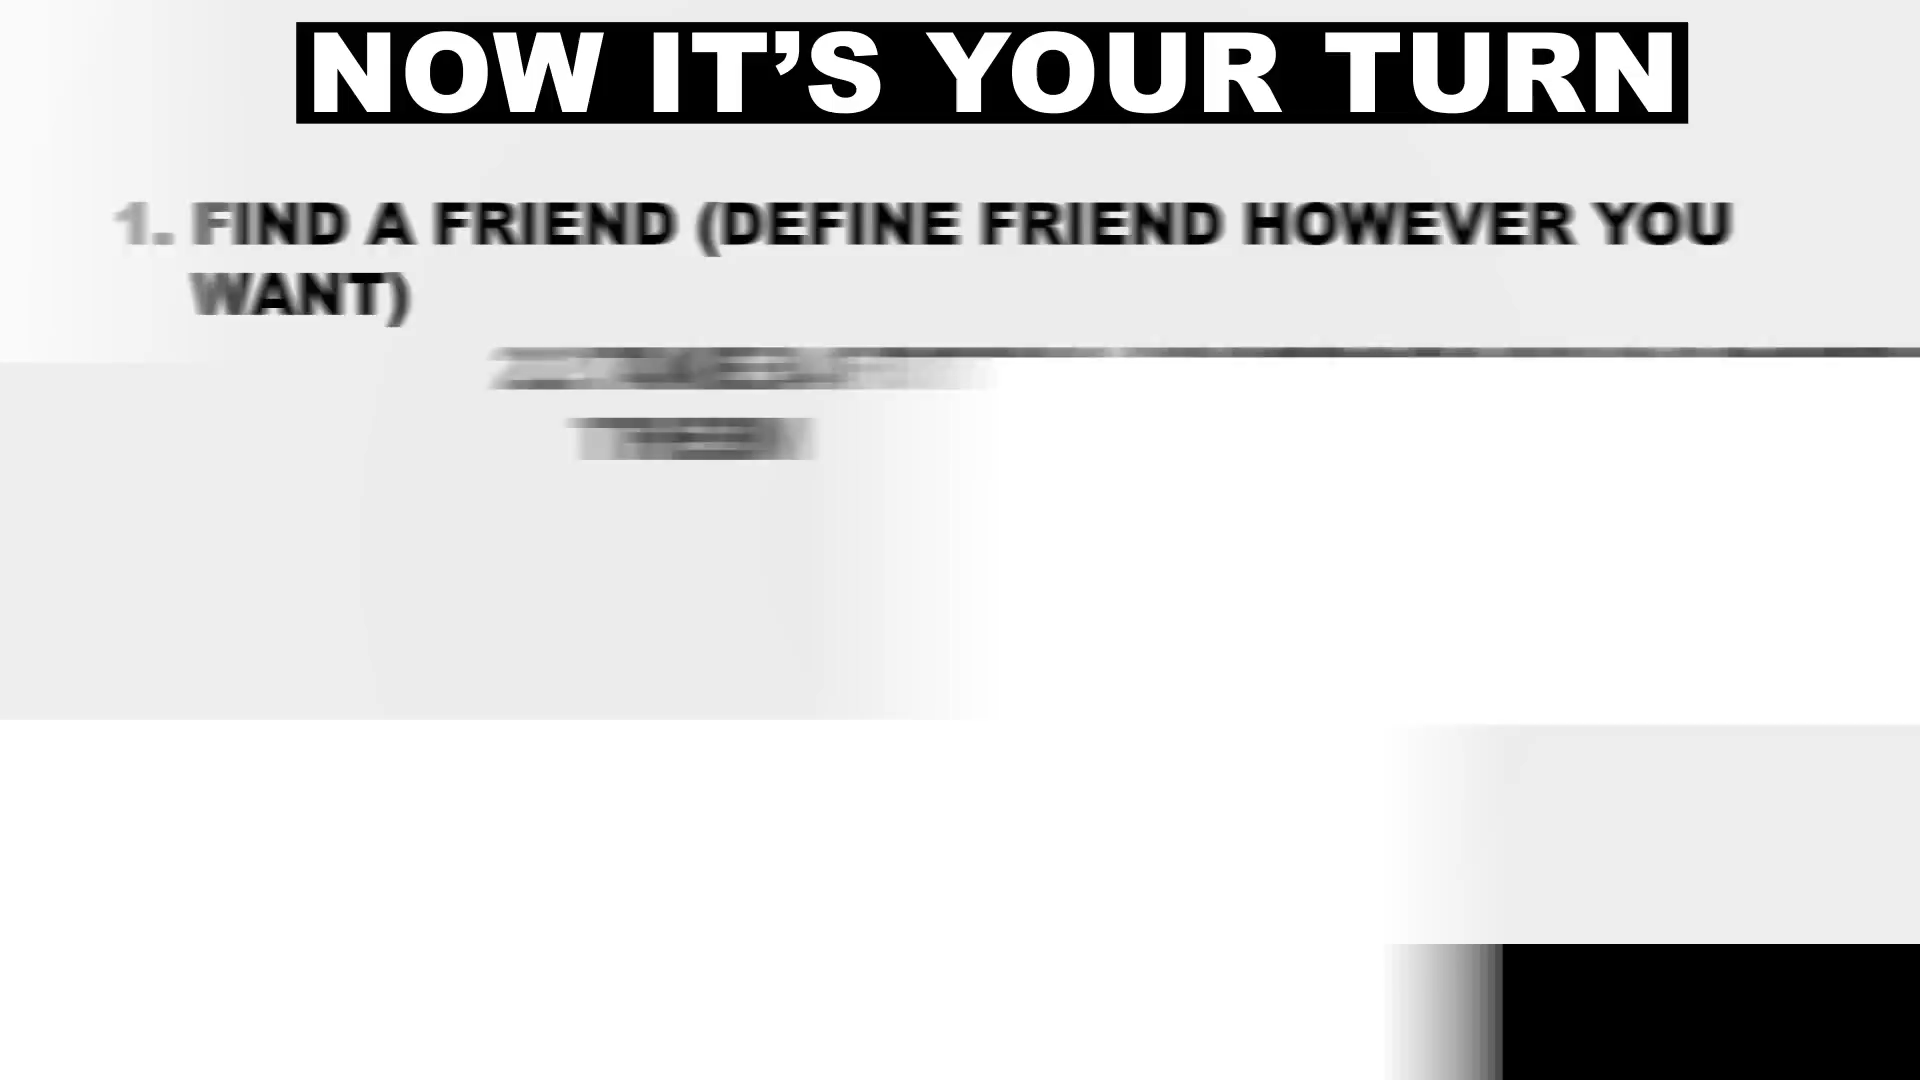 NOW IT’S YOUR TURN
1. FIND A FRIEND (DEFINE FRIEND HOWEVER YOU
WANT)